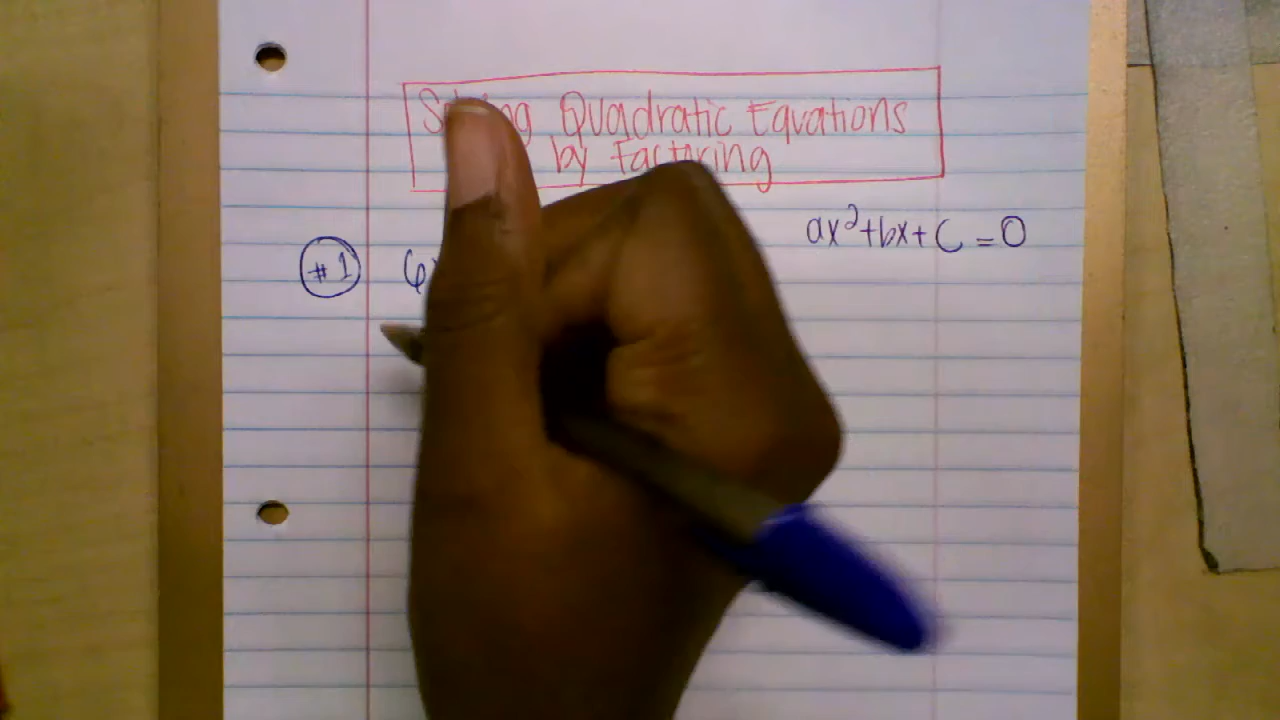 Quadratic Equations
by Factoring
ax²+bx+C=0
#1